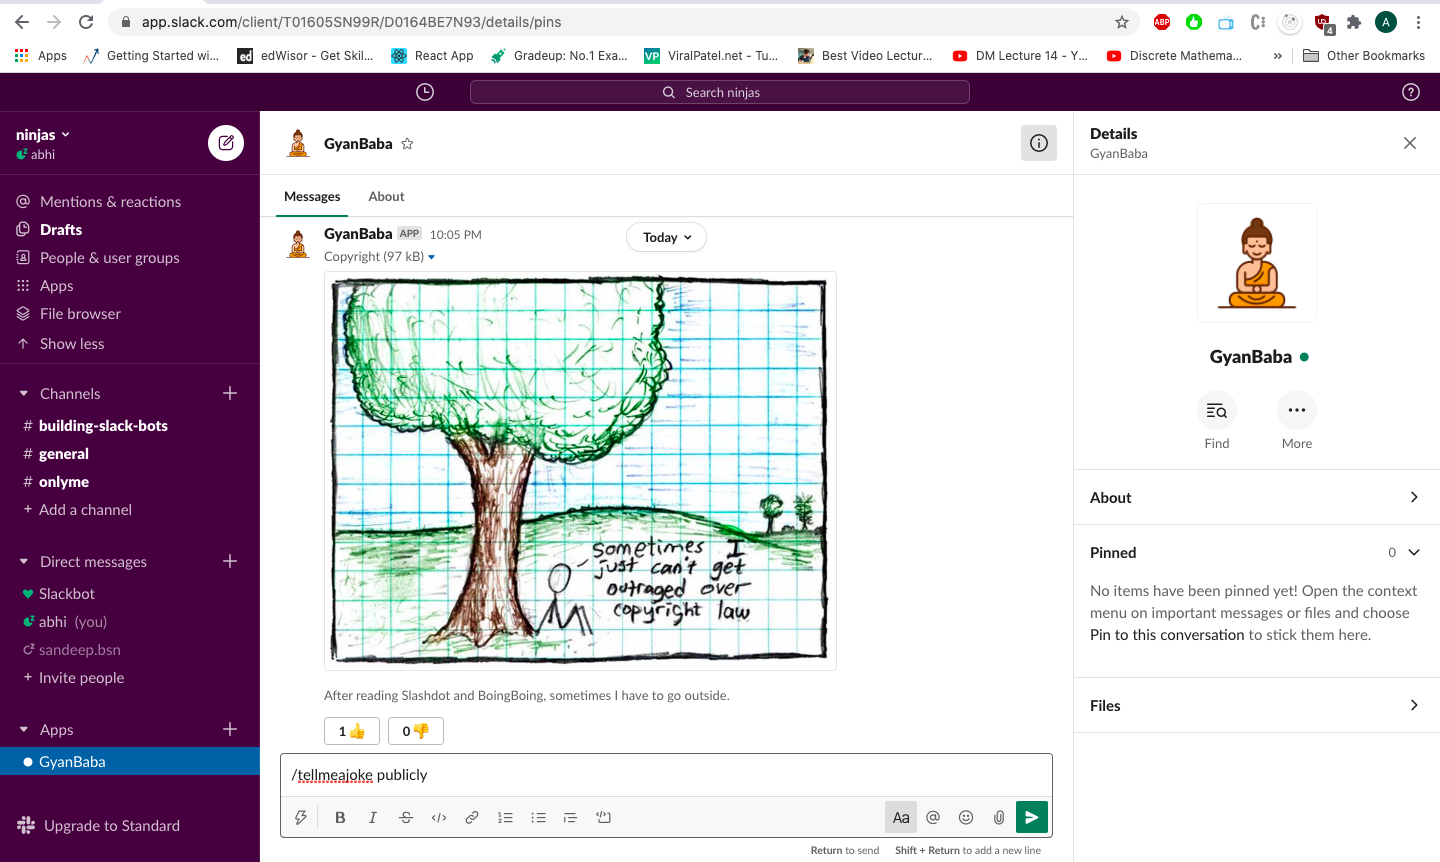 app.slack.com/client/T01605SN99R/D0164BE7N93/details/pins
ABP
4
A
Apps
Getting Started wi...
ed
edWisor - Get Skil...
React App
Gradeup: No.1 Exa...
VP
ViralPatel.net - Tu...
Best Video Lectur...
DM Lecture 14 - Y...
Discrete Mathema...
»
Other Bookmarks
Search ninjas
ninjas
abhi
Mentions & reactions
Drafts
People & user groups
Apps
File browser
Show less
Channels
# building-slack-bots
# general
# onlyme
+ Add a channel
Direct messages
Slackbot
abhi (you)
sandeep.bsn
+ Invite people
Apps
GyanBaba
Upgrade to Standard
GyanBaba
Messages About
GyanBaba APP 10:05 PM
Today
Copyright (97 kB)
Sometimes I
just can't get
outraged over
copyright law
After reading Slashdot and BoingBoing, sometimes I have to go outside.
1
0
/tellmeajoke publicly
B I S </> Aa @
Return to send Shift + Return to add a new line
Details
GyanBaba
GyanBaba
Find More
About
Pinned 0
No items have been pinned yet! Open the context
menu on important messages or files and choose
Pin to this conversation to stick them here.
Files